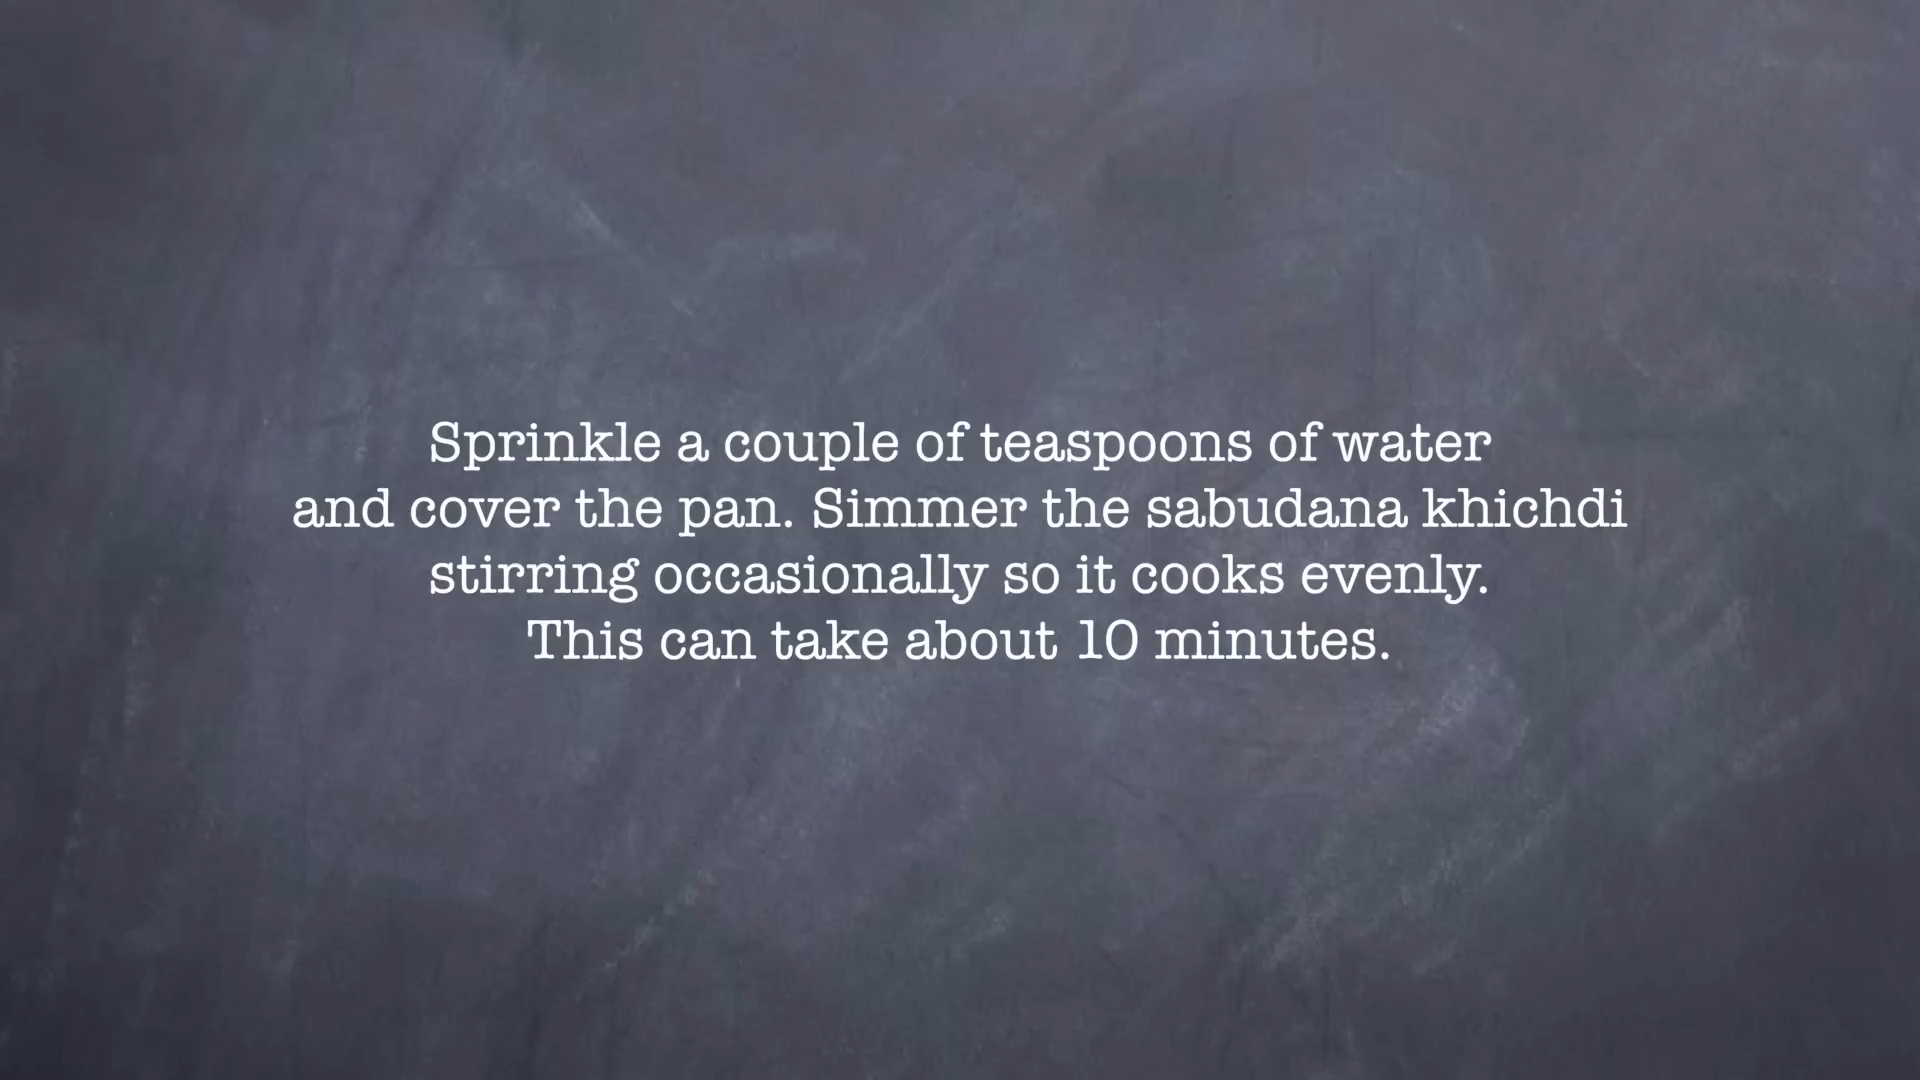 Sprinkle a couple of teaspoons of water
and cover the pan. Simmer the sabudana khichdi
stirring occasionally so it cooks evenly.
This can take about 10 minutes.